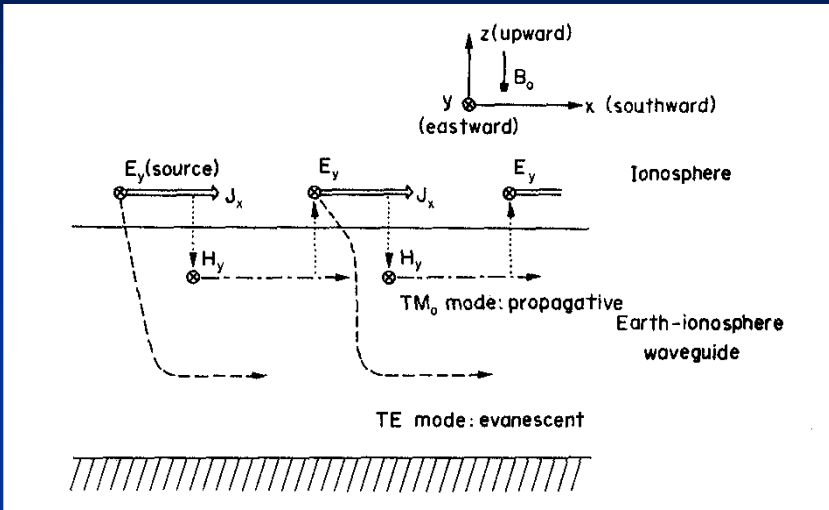 z(upward)
B₀
y
x (southward)
(eastward)
E_y(source)
E_y
E_y
Ionosphere
J_x
J_x
H_y
H_y
TM₀ mode: propagative
Earth-ionosphere
waveguide
TE mode: evanescent